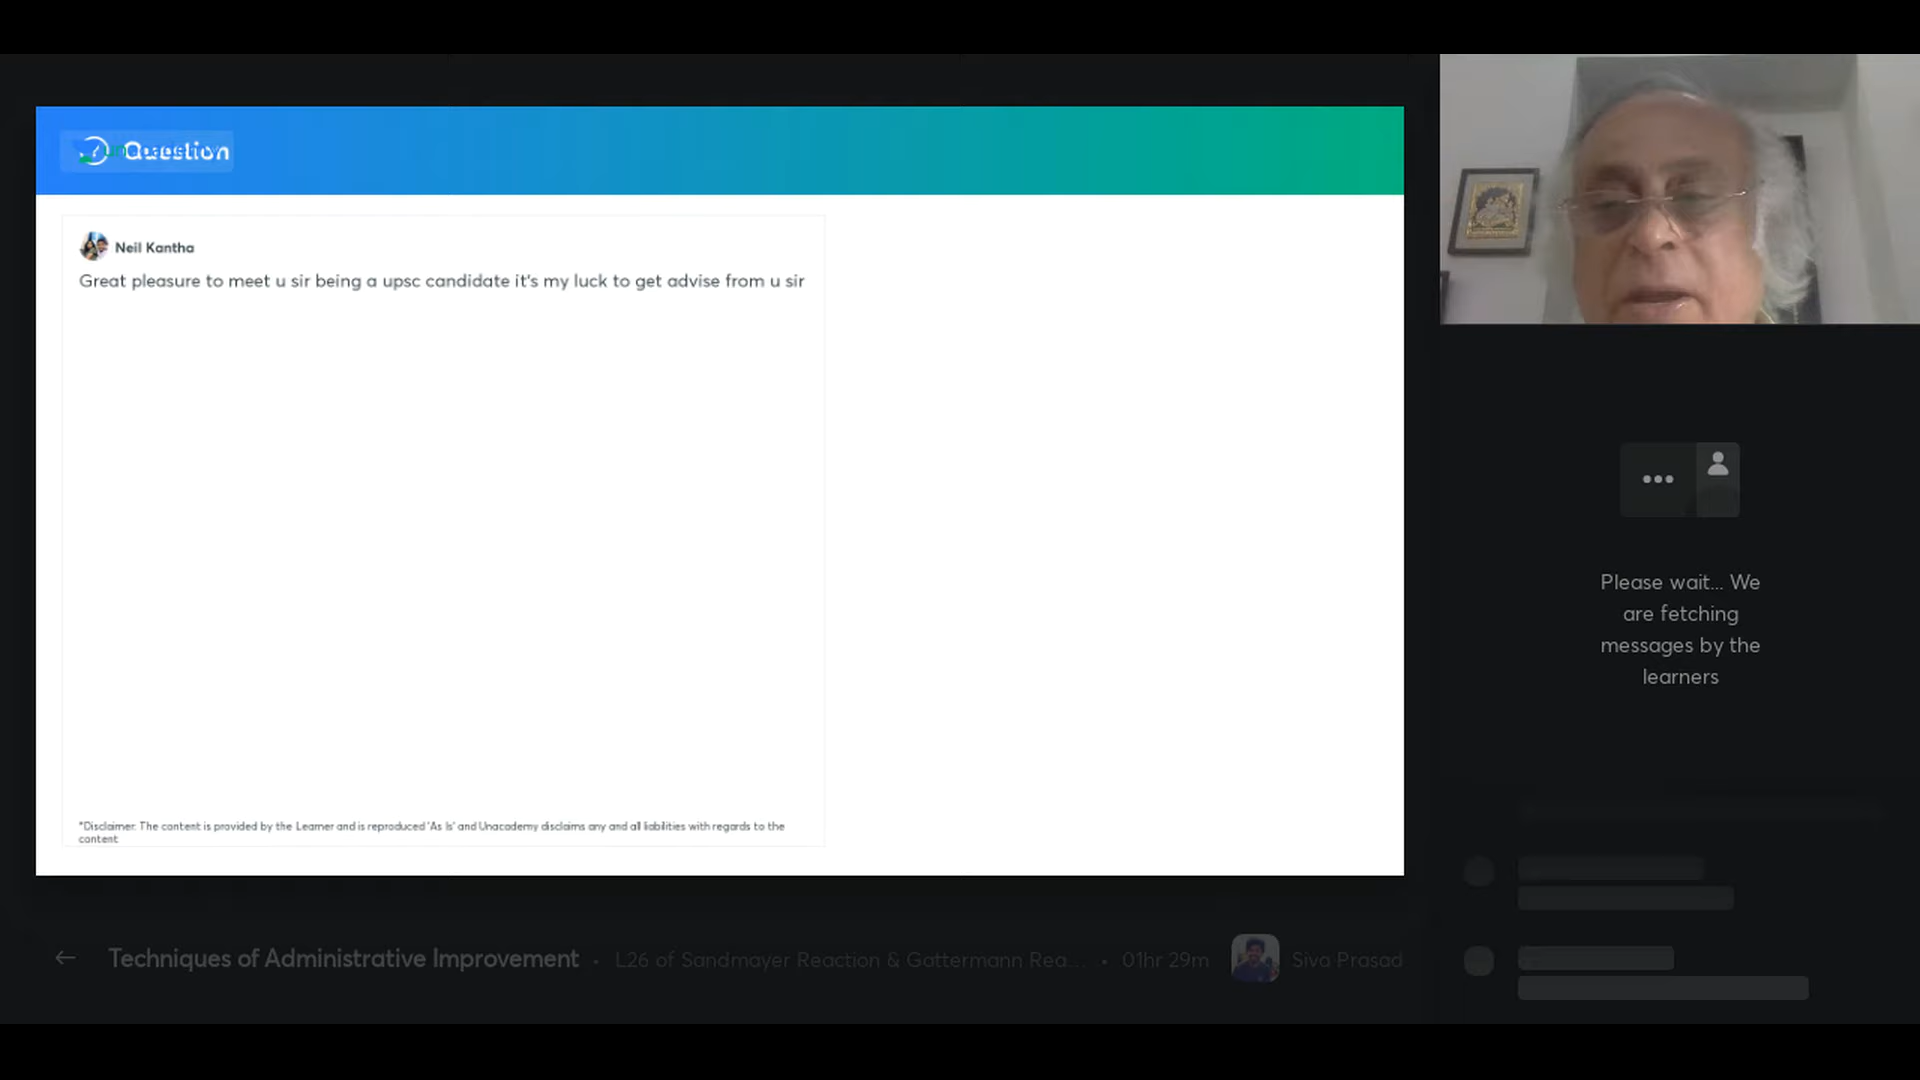 Question
Neil Kantha
Great pleasure to meet u sir being a upsc candidate it's my luck to get advise from u sir
*Disclaimer: The content is provided by the Learner and is reproduced 'As Is' and Unacademy disclaims any and all liabilities with regards to the
content
Please wait... We
are fetching
messages by the
learners
Techniques of Administrative Improvement • L26 of Sandmayer Reaction & Gattermann Rea... • 01hr 29m Siva Prasad